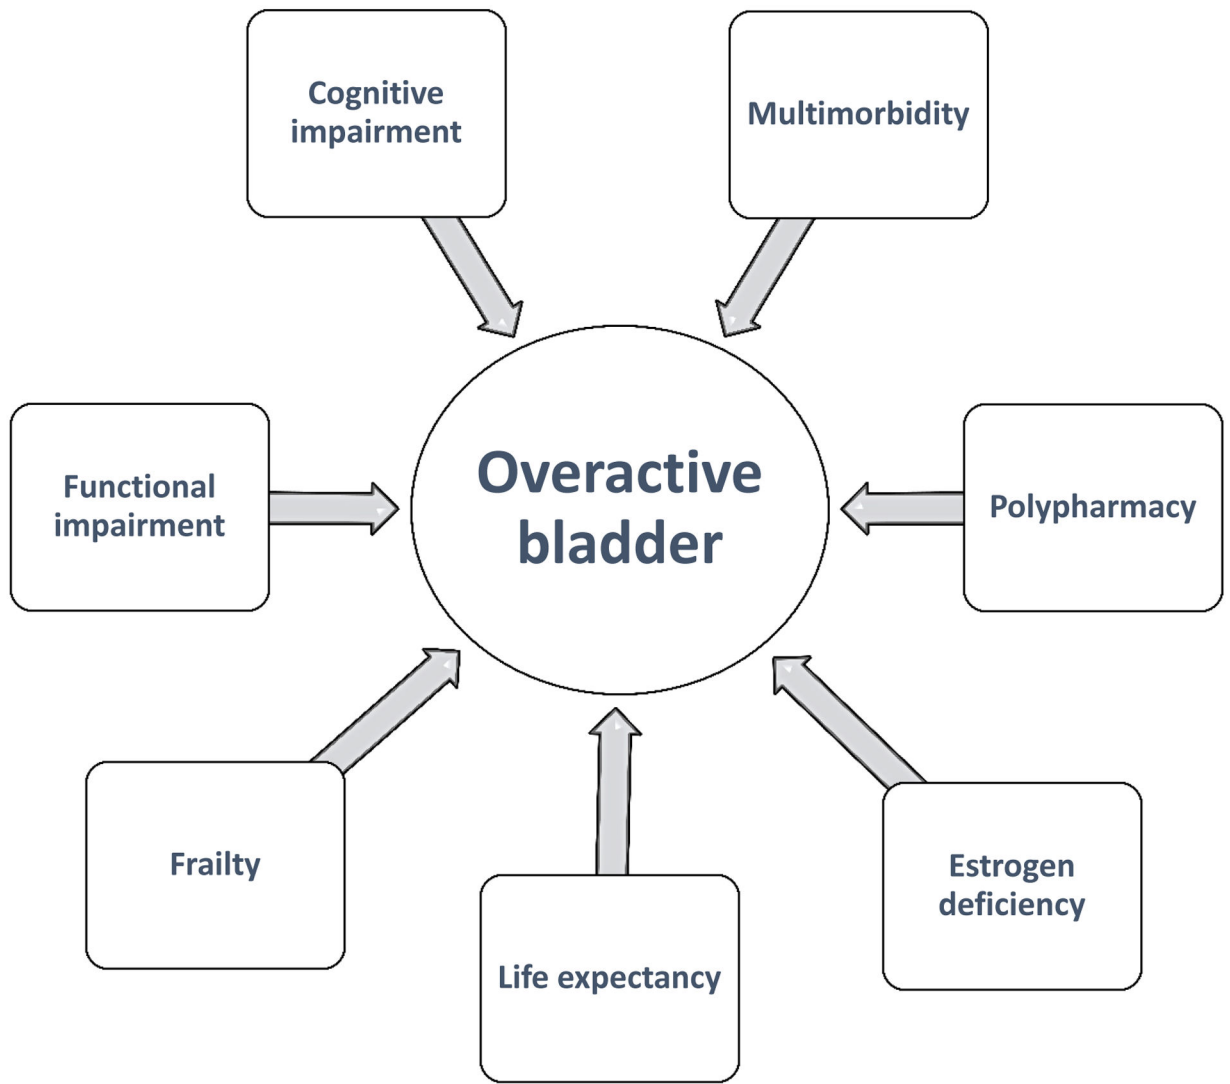 Cognitive
impairment
Multimorbidity
Overactive
bladder
Functional
impairment
Polypharmacy
Frailty
Estrogen
deficiency
Life expectancy